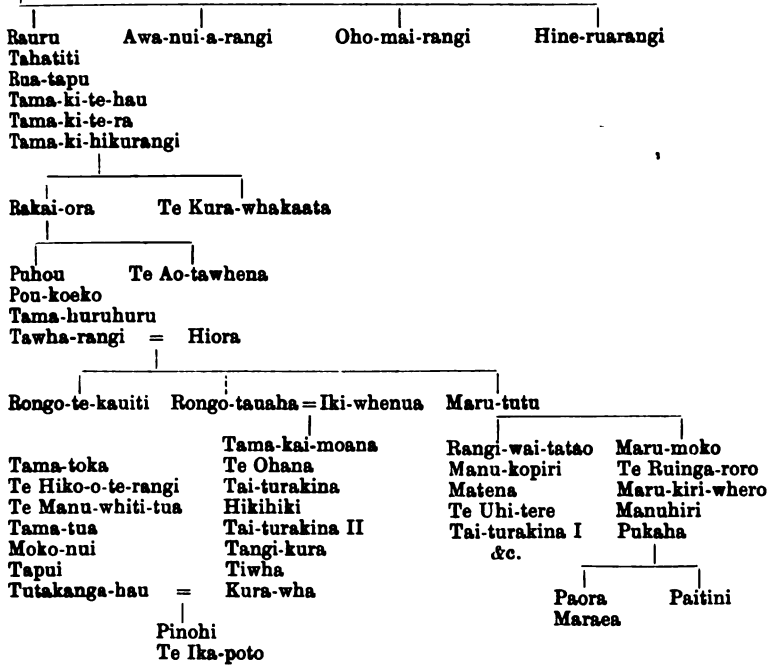 Rauru Awa-nui-a-rangi Oho-mai-rangi Hine-ruarangi
Tahatiti
Rua-tapu
Tama-ki-te-hau
Tama-ki-te-ra
Tama-ki-hikurangi
Rakai-ora Te Kura-whakaata
Puhou Te Ao-tawhena
Pou-koeko
Tama-huruhuru
Tawha-rangi = Hiora
Rongo-te-kauiti Rongo-tauaha = Iki-whenua Maru-tutu
Tama-kai-moana Rangi-wai-tatao Maru-moko
Tama-toka Te Ohana Manu-kopiri Te Ruinga-roro
Te Hiko-o-te-rangi Tai-turakina Matena Maru-kiri-whero
Te Manu-whiti-tua Hikihiki Te Uhi-tere Manuhiri
Tama-tua Tai-turakina II Tai-turakina I Pukaha
Moko-nui Tangi-kura &c.
Tapui Tiwha
Tutakanga-hau = Kura-wha Paora Paitini
Maraea
Pinohi
Te Ika-poto